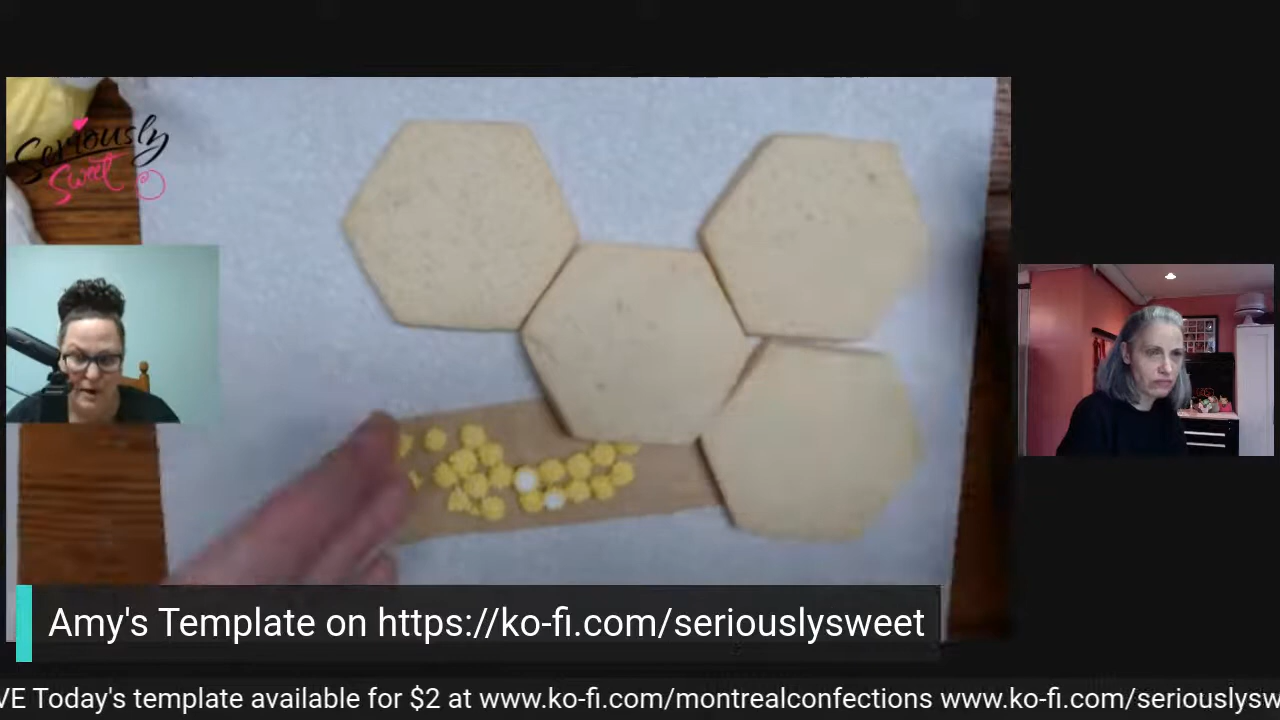 Seriously
Sweet
Amy's Template on https://ko-fi.com/seriouslysweet
VE Today's template available for $2 at www.ko-fi.com/montrealconfections www.ko-fi.com/seriouslysw